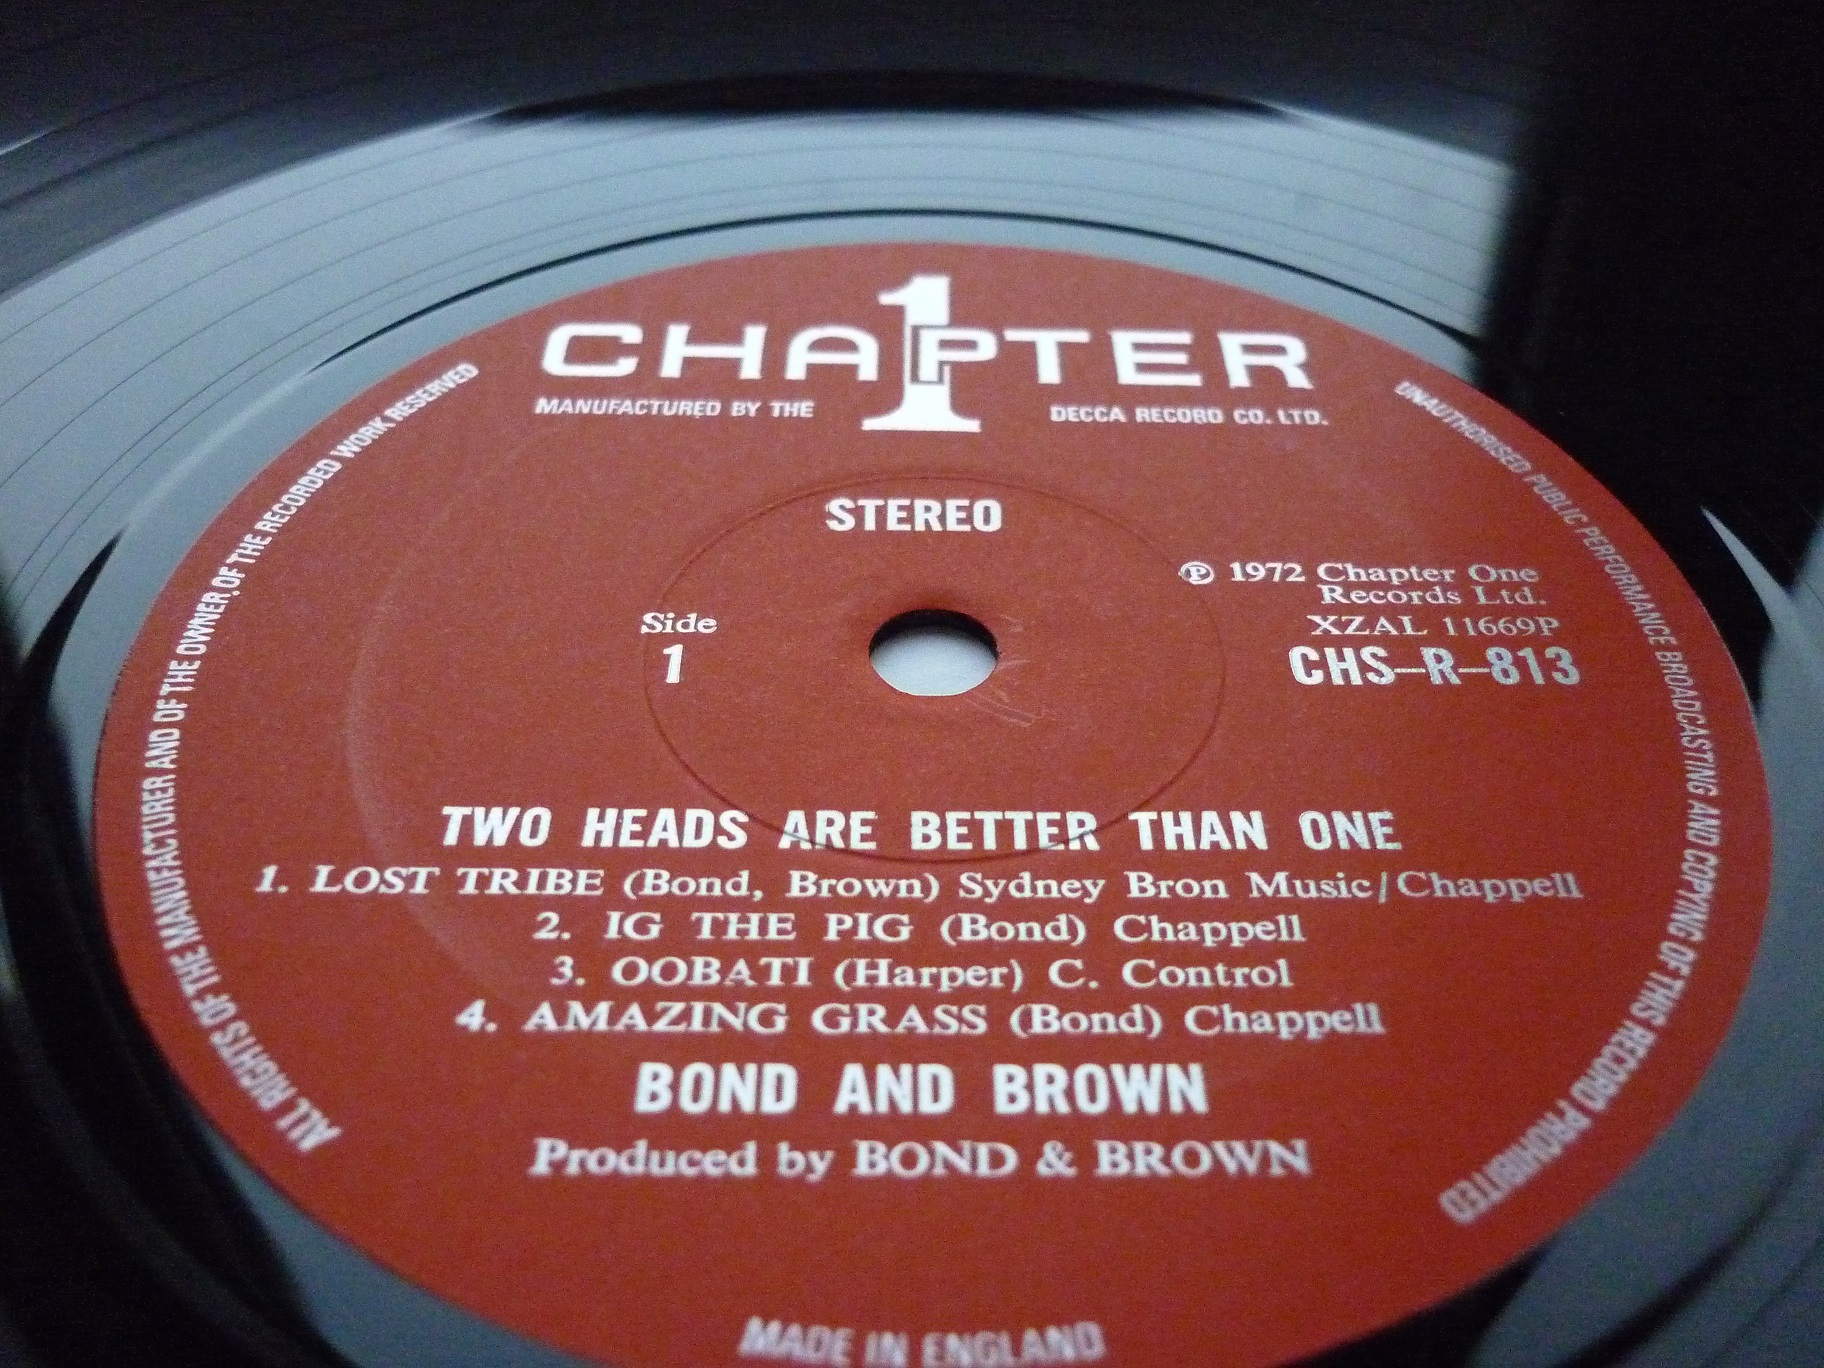 CHAPTER 1
MANUFACTURED BY THE DECCA RECORD CO. LTD.
ALL RIGHTS OF THE MANUFACTURER AND OF THE OWNER OF THE RECORDED WORK RESERVED
UNAUTHORISED PUBLIC PERFORMANCE BROADCASTING AND COPYING OF THIS RECORD PROHIBITED
STEREO
℗ 1972 Chapter One
Records Ltd.
Side
1
XZAL 11669P
CHS–R–813
TWO HEADS ARE BETTER THAN ONE
1. LOST TRIBE (Bond, Brown) Sydney Bron Music/Chappell
2. IG THE PIG (Bond) Chappell
3. OOBATI (Harper) C. Control
4. AMAZING GRASS (Bond) Chappell
BOND AND BROWN
Produced by BOND & BROWN
MADE IN ENGLAND